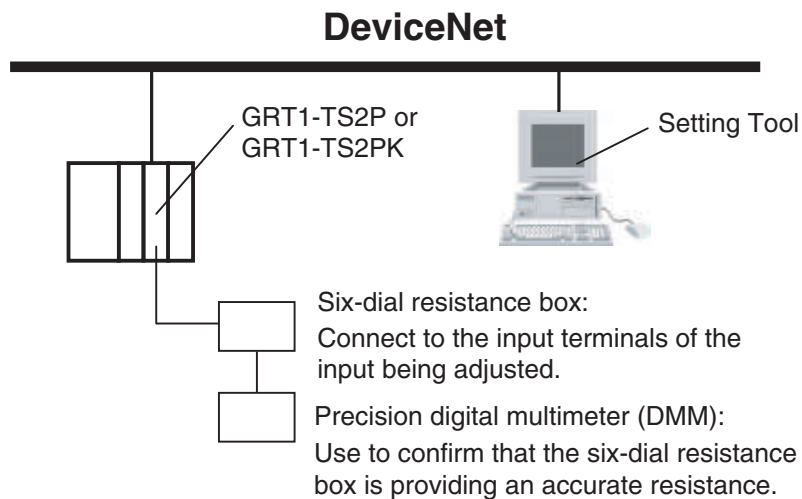 DeviceNet
GRT1-TS2P or
GRT1-TS2PK
Setting Tool
Six-dial resistance box:
Connect to the input terminals of the
input being adjusted.
Precision digital multimeter (DMM):
Use to confirm that the six-dial resistance
box is providing an accurate resistance.